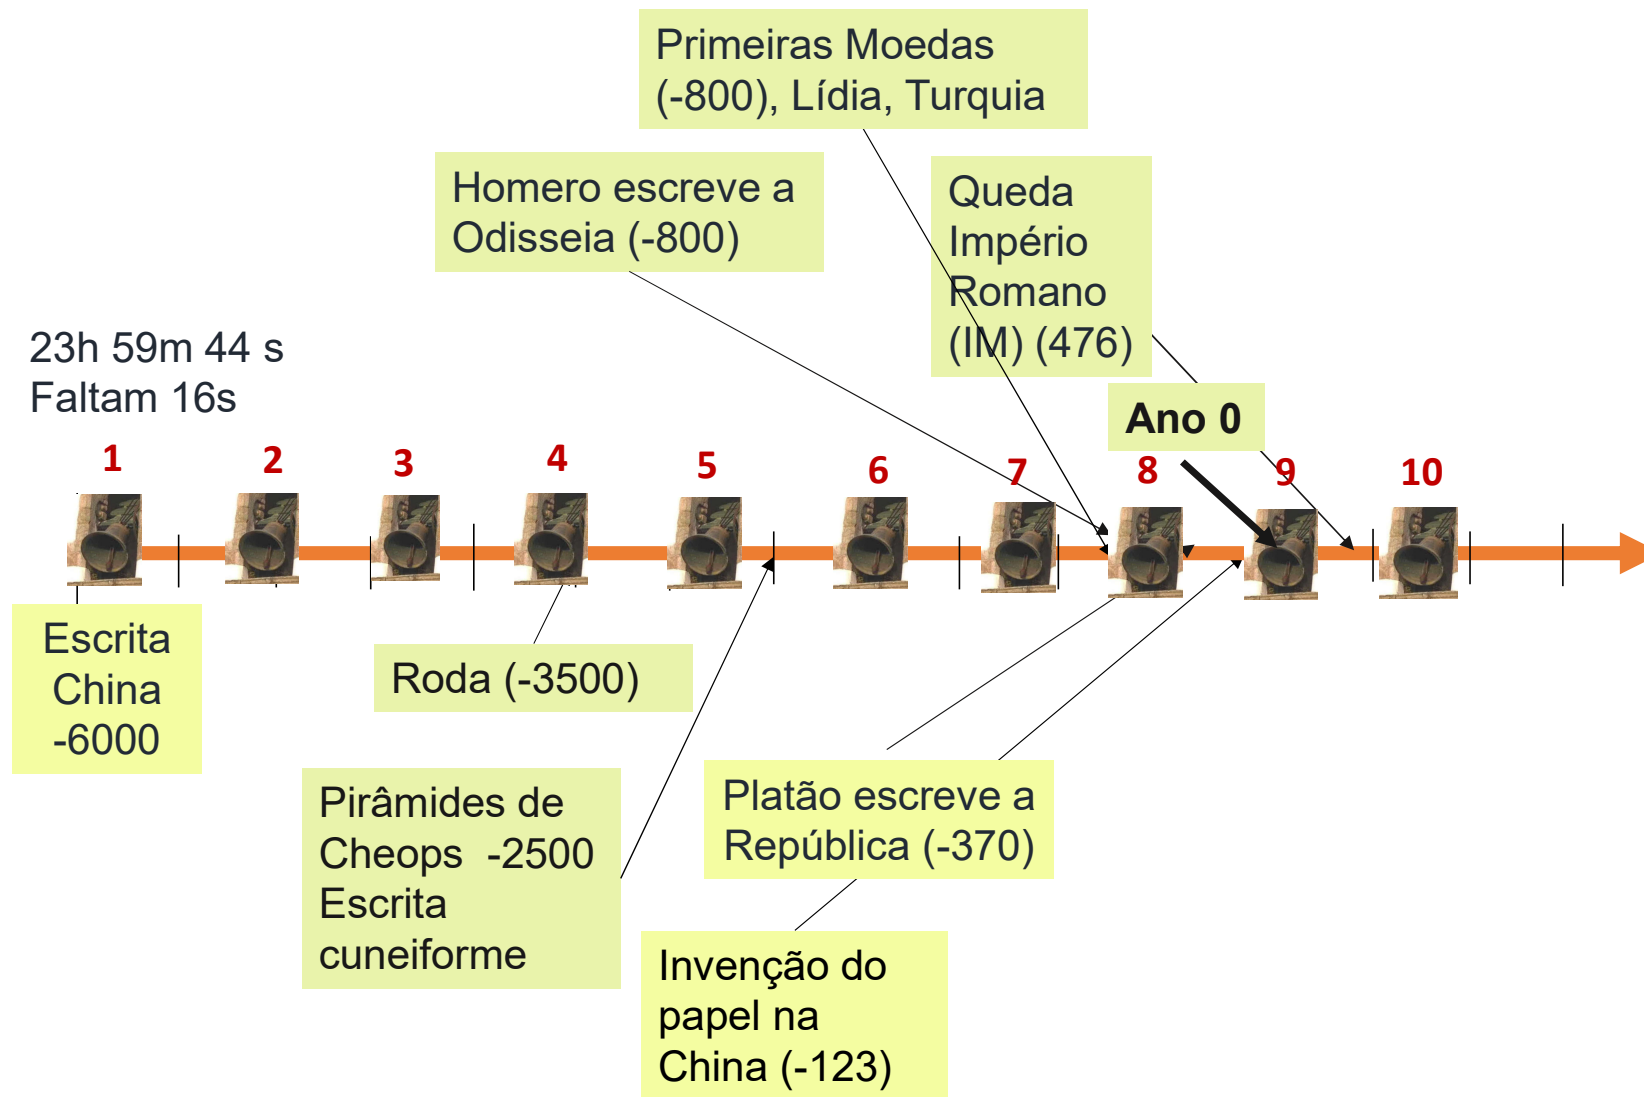 Primeiras Moedas
(-800), Lídia, Turquia
Homero escreve a
Odisseia (-800)
Queda
Império
Romano
(IM) (476)
23h 59m 44 s
Faltam 16s
Ano 0
1
2
3
4
5
6
7
8
9
10
Escrita
China
-6000
Roda (-3500)
Pirâmides de
Cheops  -2500
Escrita
cuneiforme
Platão escreve a
República (-370)
Invenção do
papel na
China (-123)